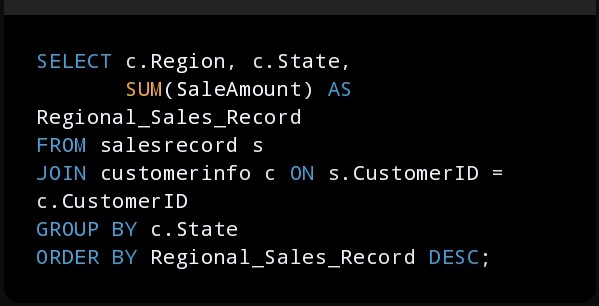 SELECT c.Region, c.State,
SUM(SaleAmount) AS
Regional_Sales_Record
FROM salesrecord s
JOIN customerinfo c ON s.CustomerID =
c.CustomerID
GROUP BY c.State
ORDER BY Regional_Sales_Record DESC;